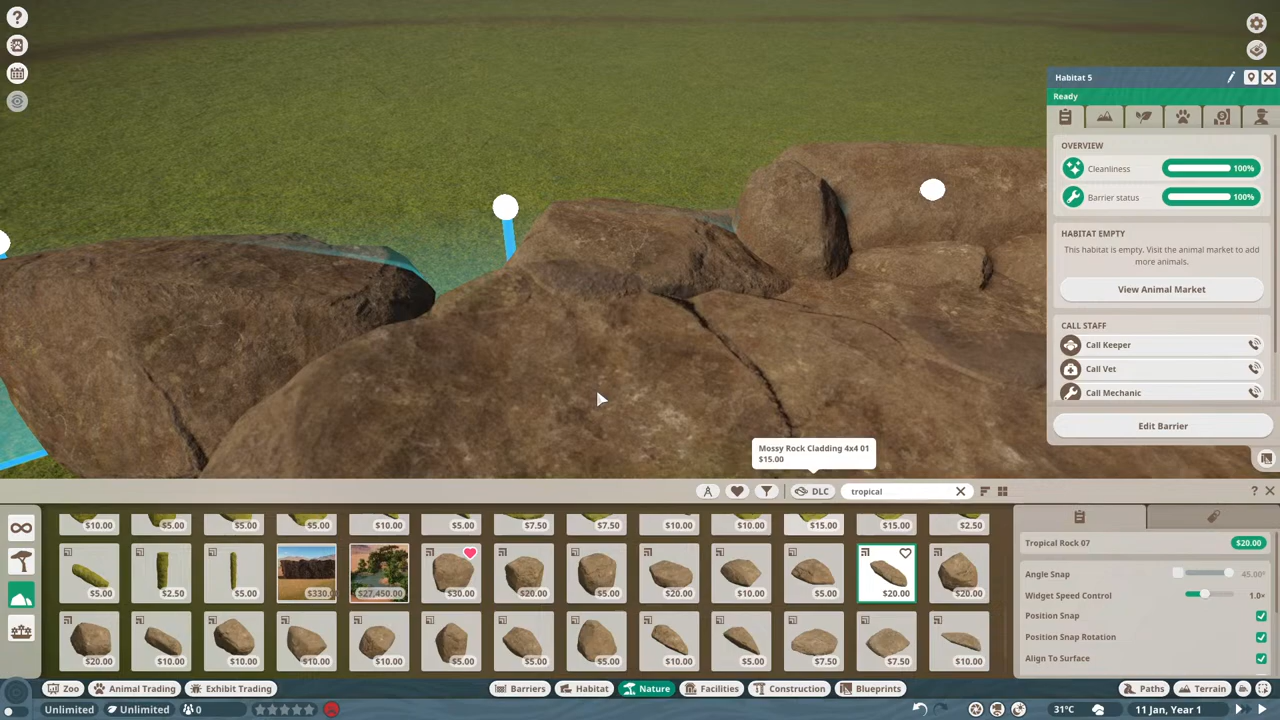 ?
Habitat 5
Ready
OVERVIEW
Cleanliness 100%
Barrier status 100%
HABITAT EMPTY
This habitat is empty. Visit the animal market to add
more animals.
View Animal Market
CALL STAFF
Call Keeper
Call Vet
Call Mechanic
Edit Barrier
Mossy Rock Cladding 4x4 01
$15.00
DLC tropical
?
$10.00 $5.00 $5.00 $5.00 $10.00 $5.00 $7.50 $7.50 $10.00 $10.00 $15.00 $15.00 $2.50
$5.00 $2.50 $5.00 $330.00 $27,450.00 $30.00 $5.00 $5.00 $20.00 $10.00 $5.00 $20.00 $20.00
$20.00 $10.00 $10.00 $10.00 $10.00 $5.00 $5.00 $5.00 $10.00 $5.00 $7.50 $7.50 $10.00
Tropical Rock 07 $20.00
Angle Snap 45.00°
Widget Speed Control 1.0×
Position Snap
Position Snap Rotation
Align To Surface
Zoo Animal Trading Exhibit Trading Barriers Habitat Nature Facilities Construction Blueprints Paths Terrain
Unlimited Unlimited 0 31°C 11 Jan, Year 1